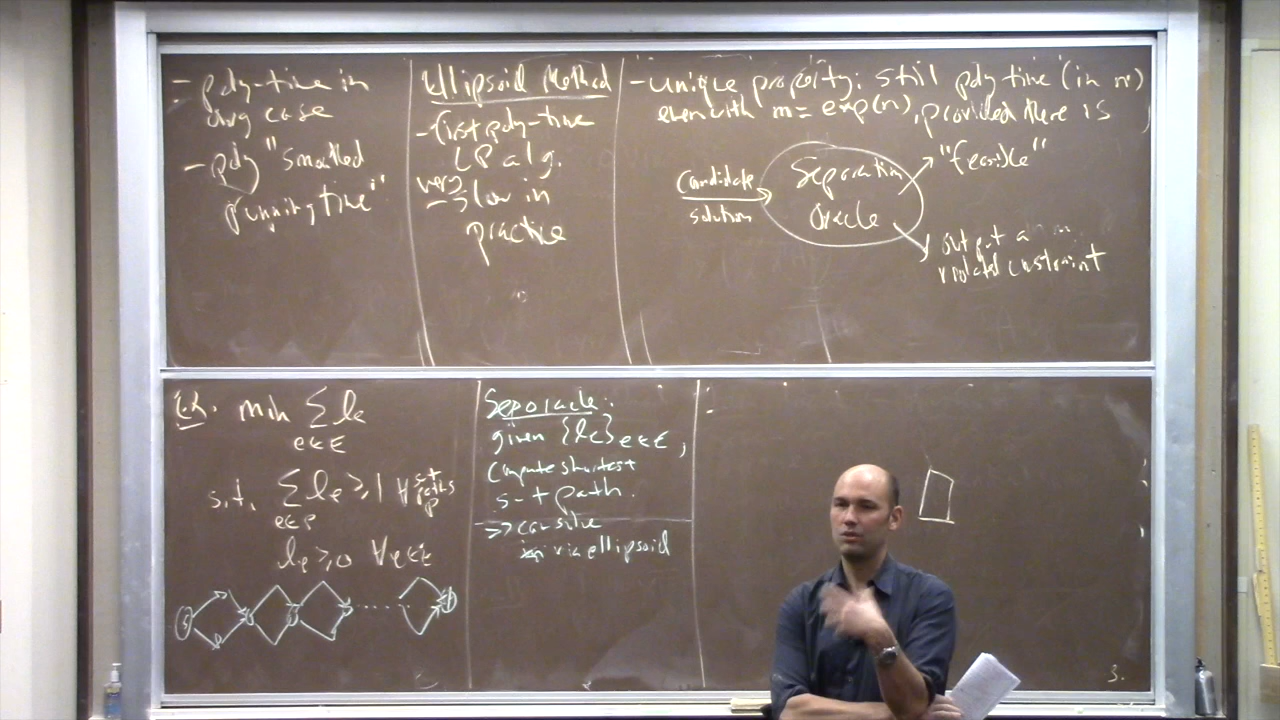 - poly-time in
avg case
- poly "smoothed
running time"
Ellipsoid Method
- first poly-time
LP alg.
very
- slow in
practice
- unique property: still poly time (in n)
even with m = exp(n), provided there is
candidate
solution
Separation
Oracle
"feasible"
output a
violated constraint
Ex. min ∑ le
e∈E
s.t. ∑ le ≥ 1 ∀ s-t paths P
e∈P
le ≥ 0 ∀e∈E
s
t
Sep oracle:
given {le}e∈E,
compute shortest
s-t path.
=> can solve
via ellipsoid